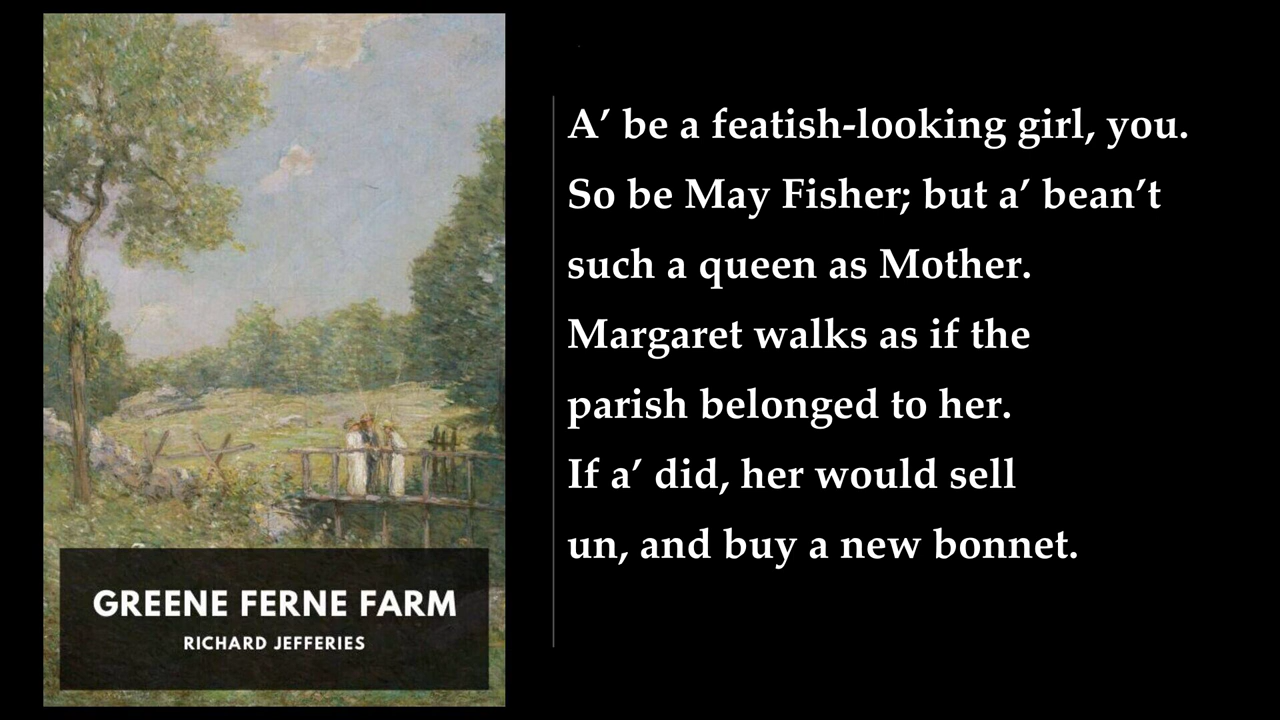 A’ be a featish-looking girl, you.
So be May Fisher; but a’ bean’t
such a queen as Mother.
Margaret walks as if the
parish belonged to her.
If a’ did, her would sell
un, and buy a new bonnet.
GREENE FERNE FARM
RICHARD JEFFERIES